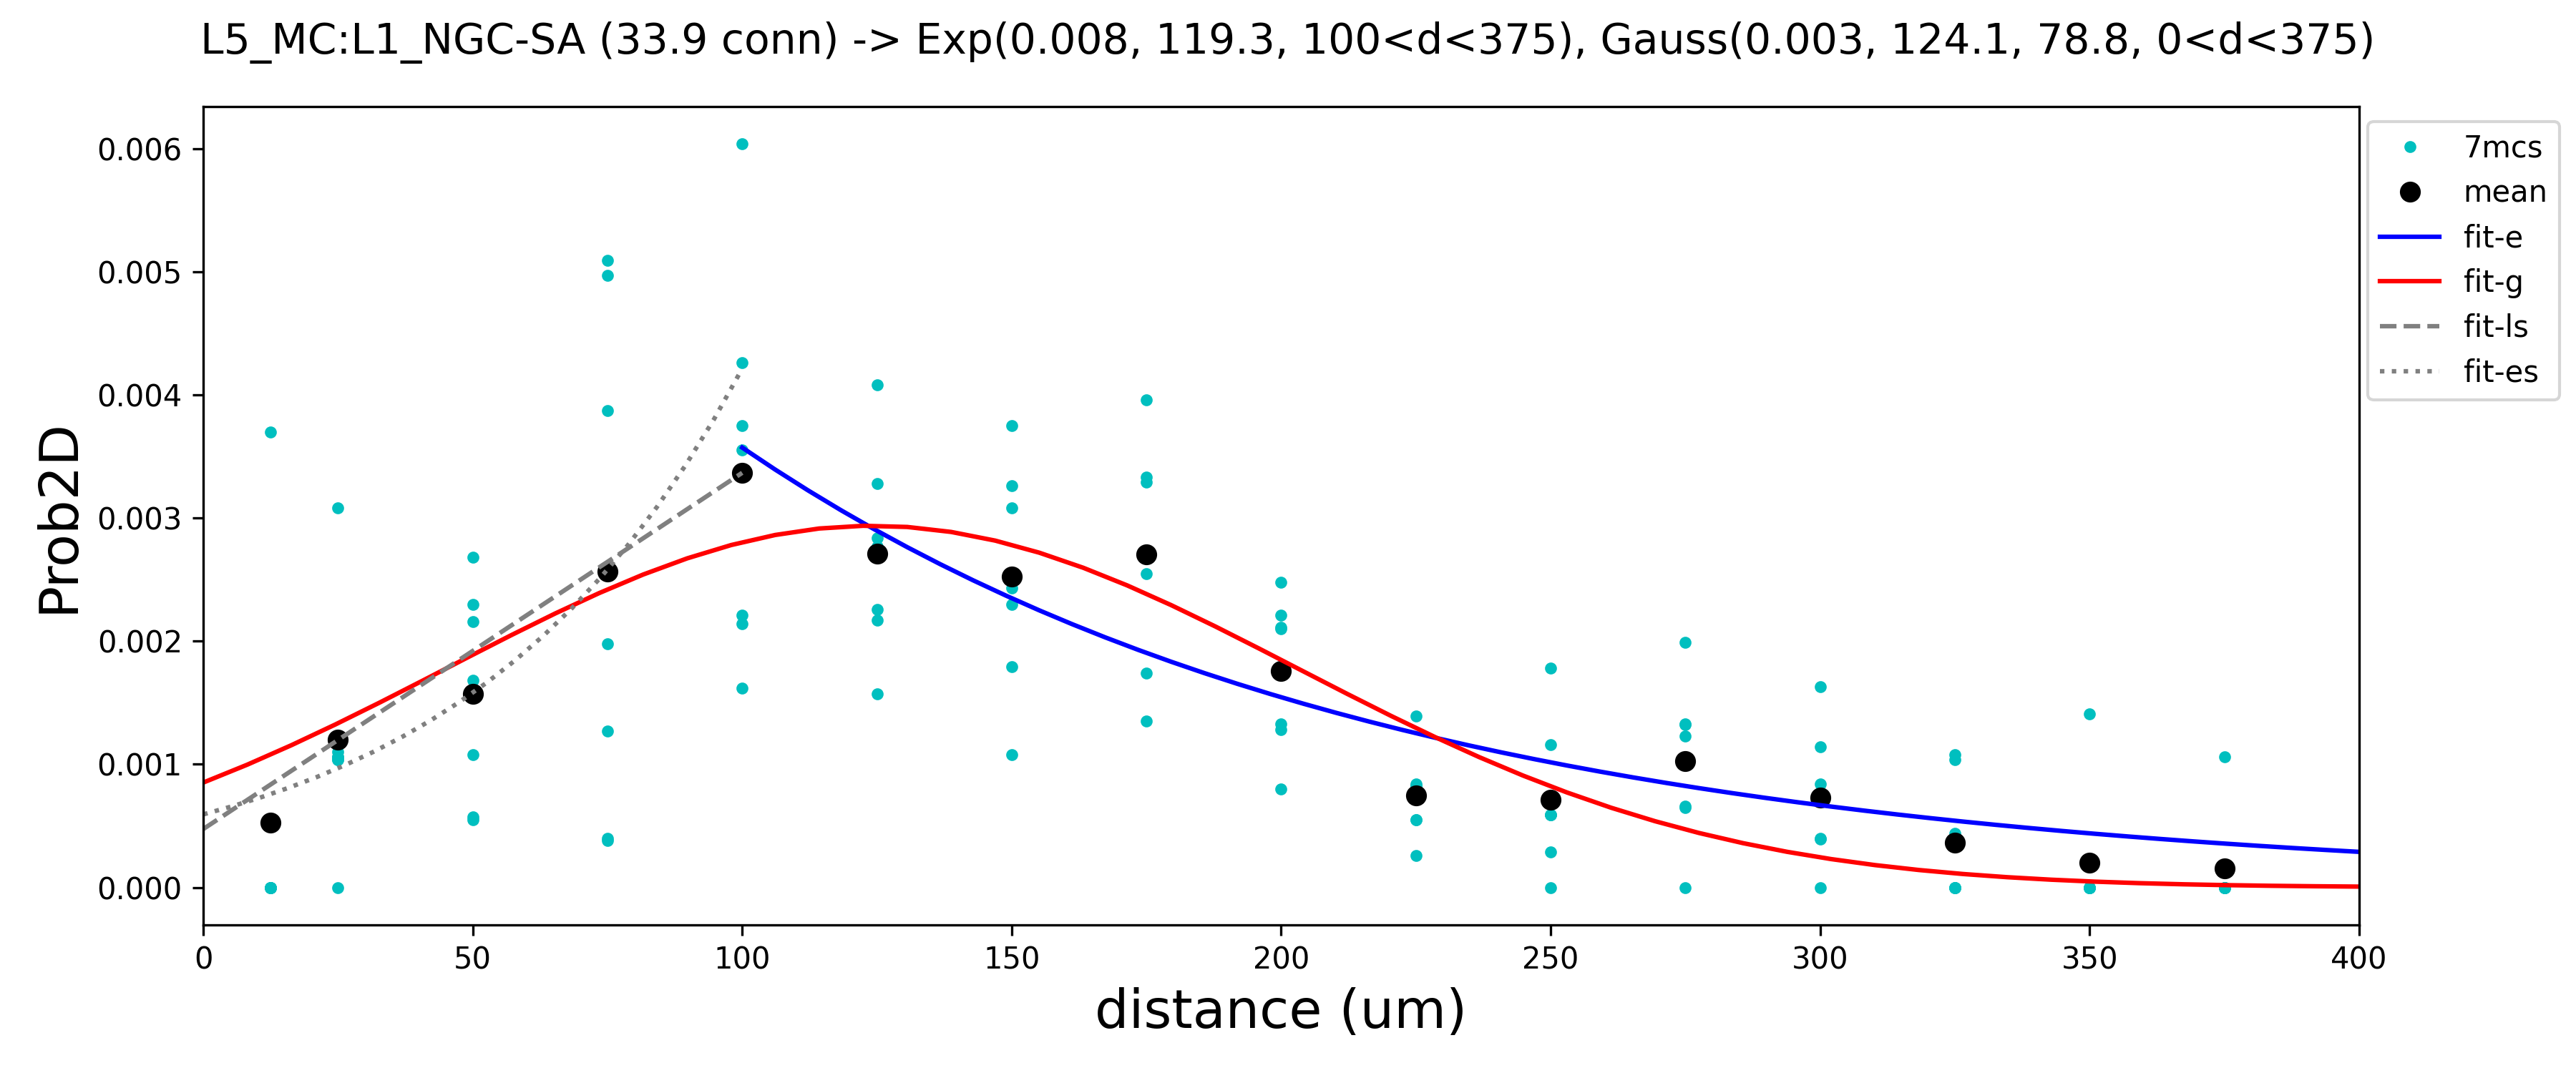 L5_MC:L1_NGC-SA (33.9 conn) -> Exp(0.008, 119.3, 100<d<375), Gauss(0.003, 124.1, 78.8, 0<d<375)
0.006
0.005
0.004
0.003
0.002
0.001
0.000
Prob2D
0 50 100 150 200 250 300 350 400
distance (um)
7mcs
mean
fit-e
fit-g
fit-ls
fit-es